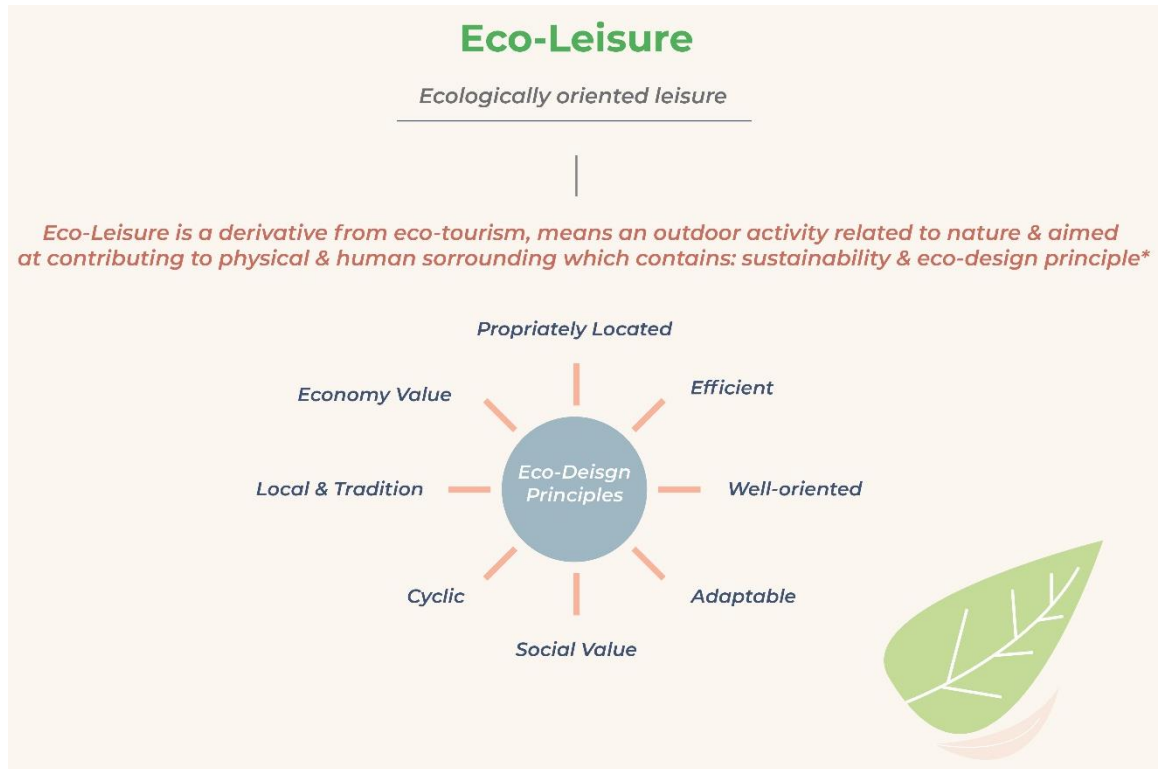 Eco-Leisure
Ecologically oriented leisure
Eco-Leisure is a derivative from eco-tourism, means an outdoor activity related to nature & aimed
at contributing to physical & human sorrounding which contains: sustainability & eco-design principle*
Propriately Located
Economy Value
Efficient
Eco-Deisgn
Principles
Local & Tradition
Well-oriented
Cyclic
Adaptable
Social Value